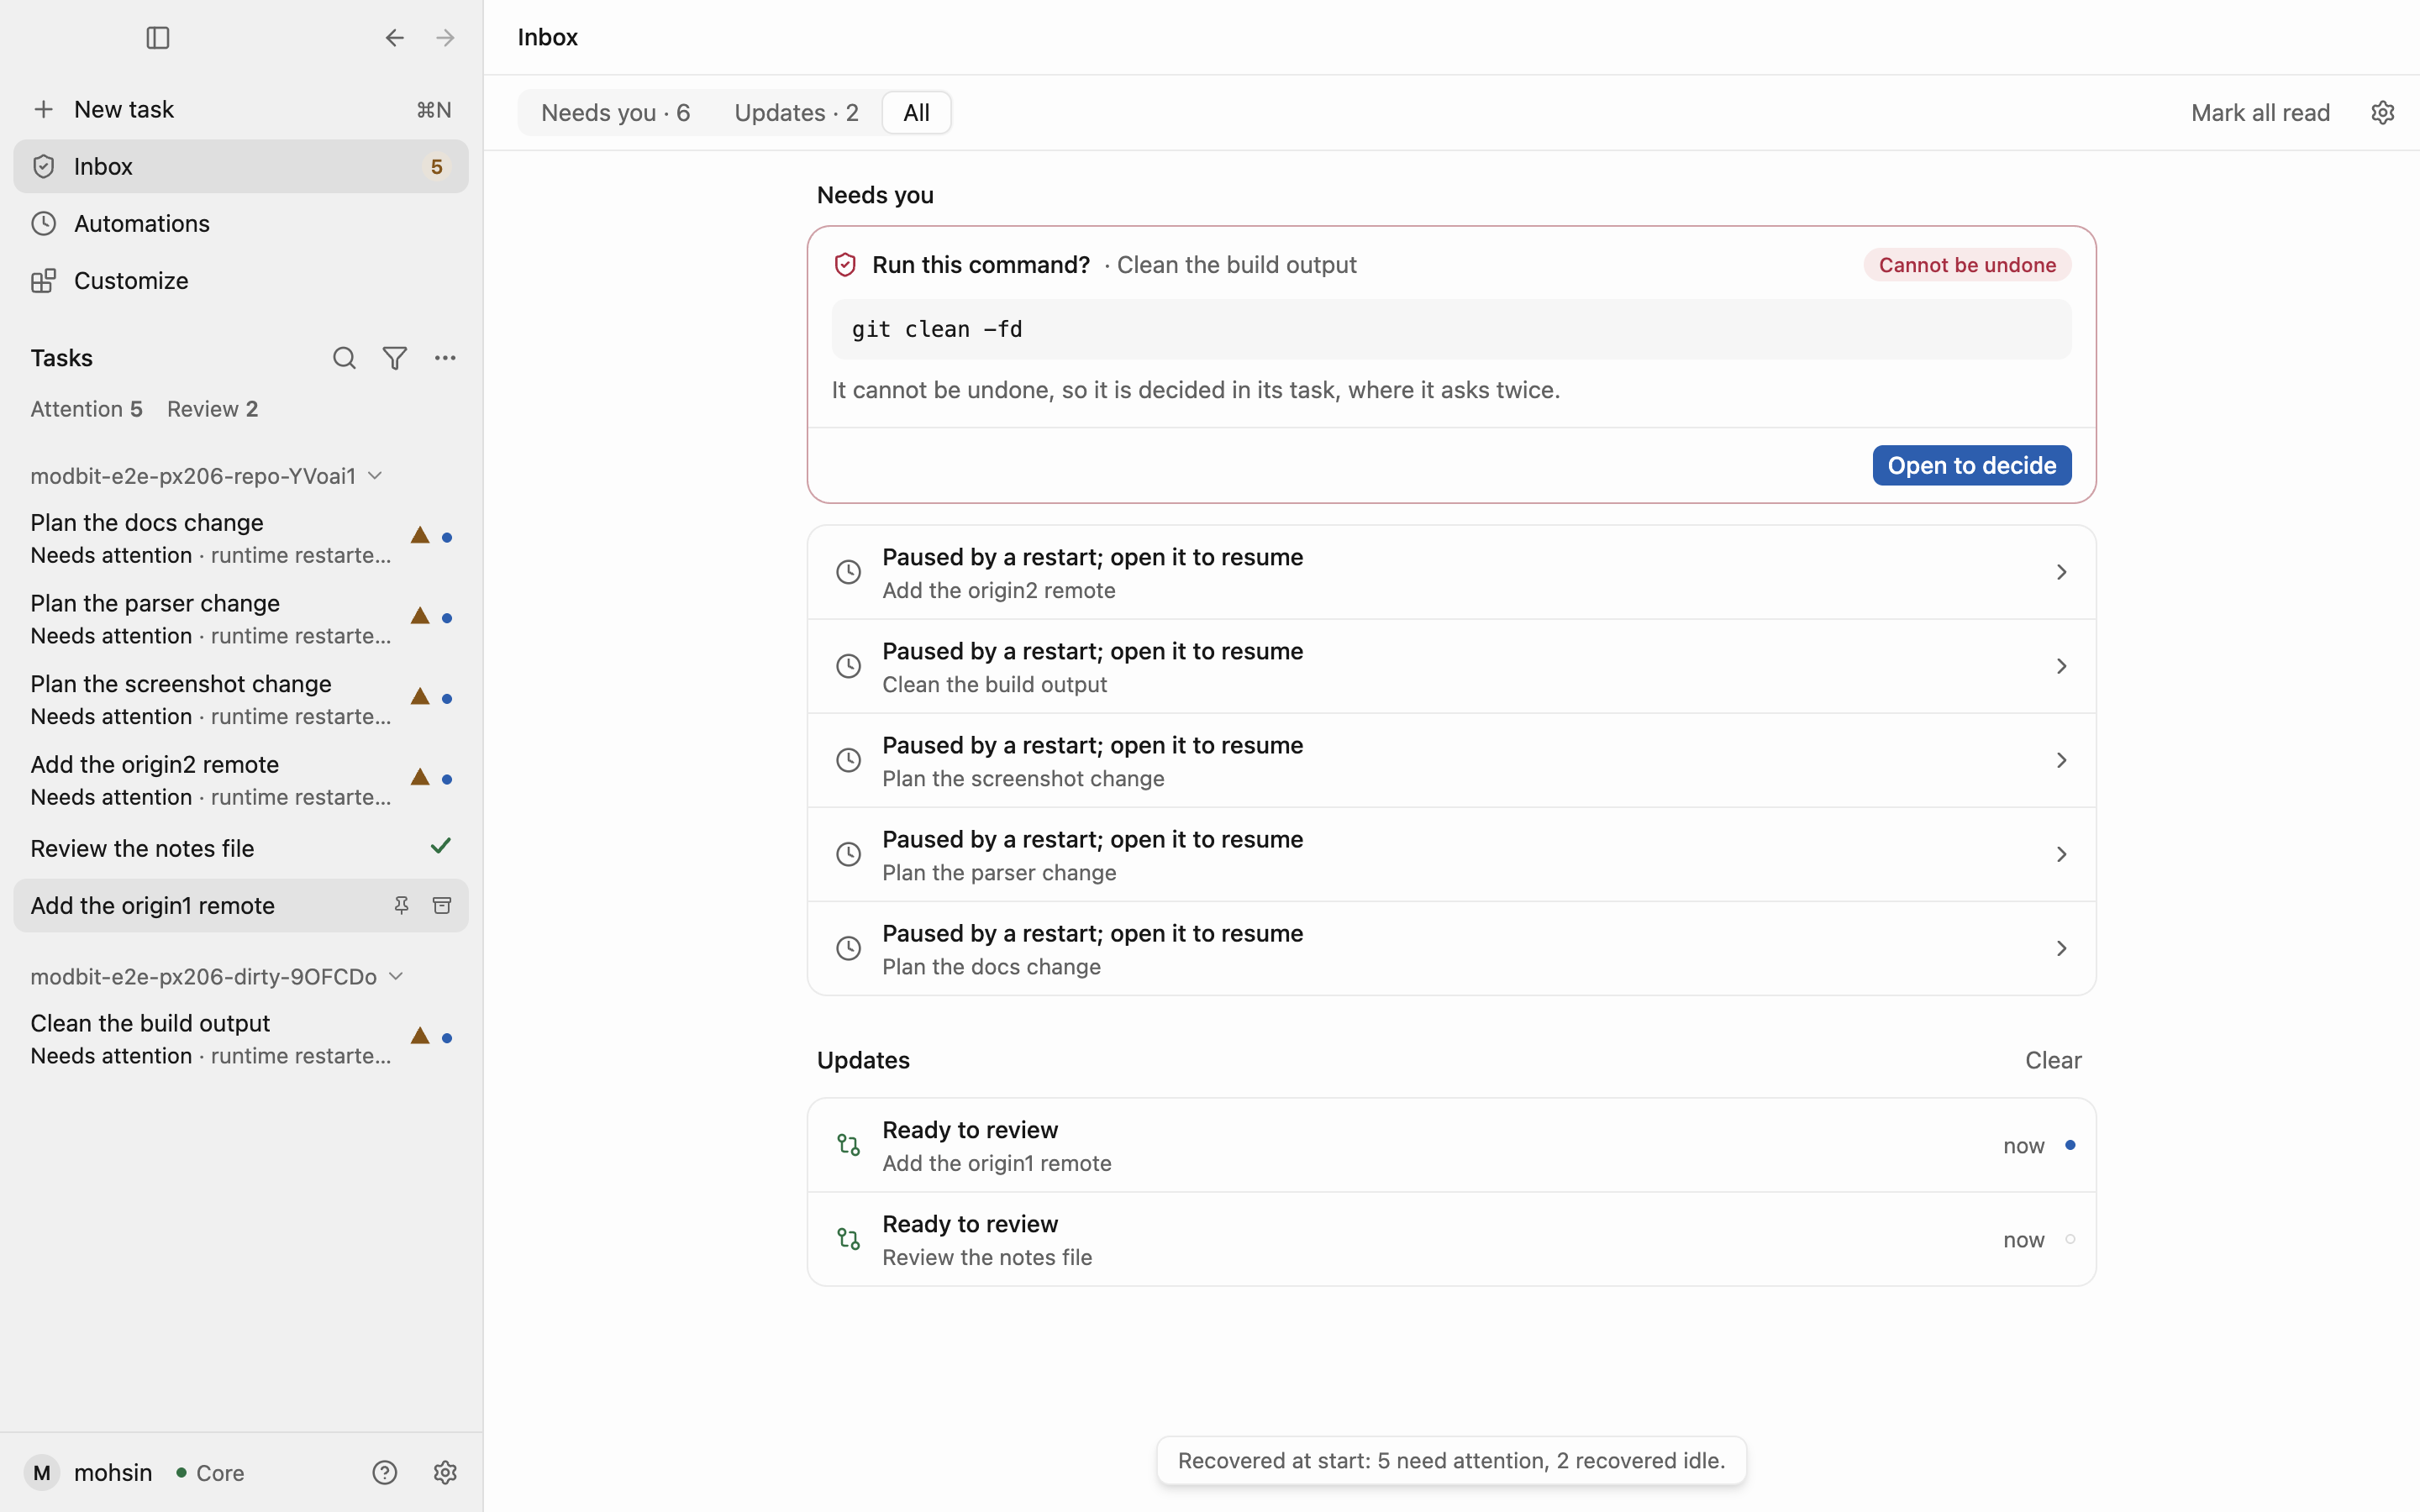 New task ⌘N
Inbox 5
Automations
Customize
Tasks
Attention 5 Review 2
modbit-e2e-px206-repo-YVoai1
Plan the docs change
Needs attention · runtime restarte...
Plan the parser change
Needs attention · runtime restarte...
Plan the screenshot change
Needs attention · runtime restarte...
Add the origin2 remote
Needs attention · runtime restarte...
Review the notes file
Add the origin1 remote
modbit-e2e-px206-dirty-9OFCDo
Clean the build output
Needs attention · runtime restarte...
M mohsin Core
Inbox
Needs you · 6 Updates · 2 All Mark all read
Needs you
Run this command? · Clean the build output Cannot be undone
git clean -fd
It cannot be undone, so it is decided in its task, where it asks twice.
Open to decide
Paused by a restart; open it to resume
Add the origin2 remote
Paused by a restart; open it to resume
Clean the build output
Paused by a restart; open it to resume
Plan the screenshot change
Paused by a restart; open it to resume
Plan the parser change
Paused by a restart; open it to resume
Plan the docs change
Updates Clear
Ready to review
Add the origin1 remote
now
Ready to review
Review the notes file
now
Recovered at start: 5 need attention, 2 recovered idle.